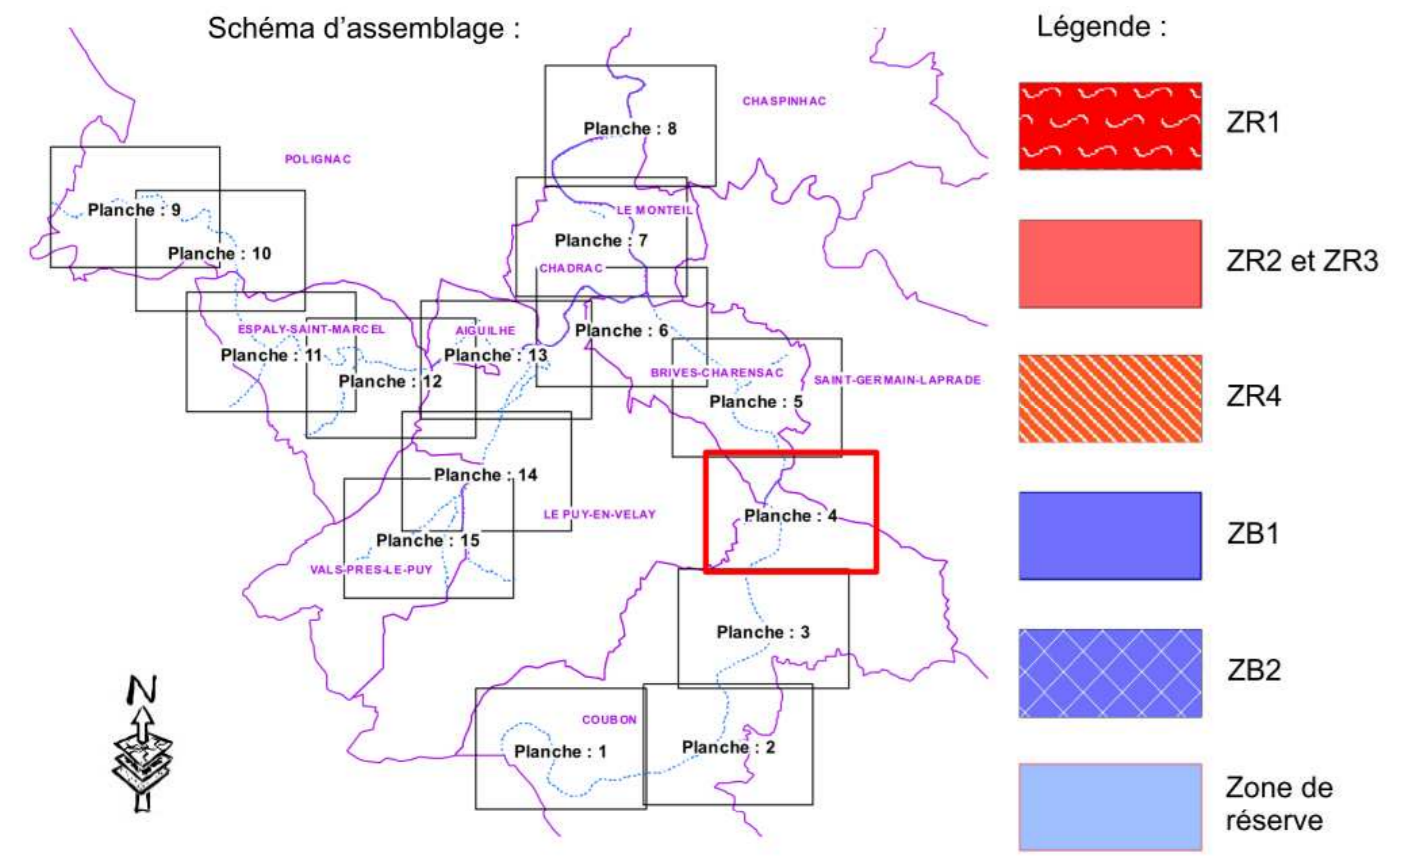 Schéma d’assemblage :
Légende :
CHASPINHAC
Planche : 8
ZR1
POLIGNAC
Planche : 9
LE MONTEIL
Planche : 7
Planche : 10
CHADRAC
ZR2 et ZR3
ESPALY-SAINT-MARCEL
AIGUILHE
Planche : 6
Planche : 11
Planche : 13
Planche : 12
BRIVES-CHARENSAC
SAINT-GERMAIN-LAPRADE
Planche : 5
ZR4
Planche : 14
LE PUY-EN-VELAY
Planche : 4
ZB1
Planche : 15
VALS-PRES-LE-PUY
Planche : 3
ZB2
N
COUBON
Planche : 1
Planche : 2
Zone de
réserve